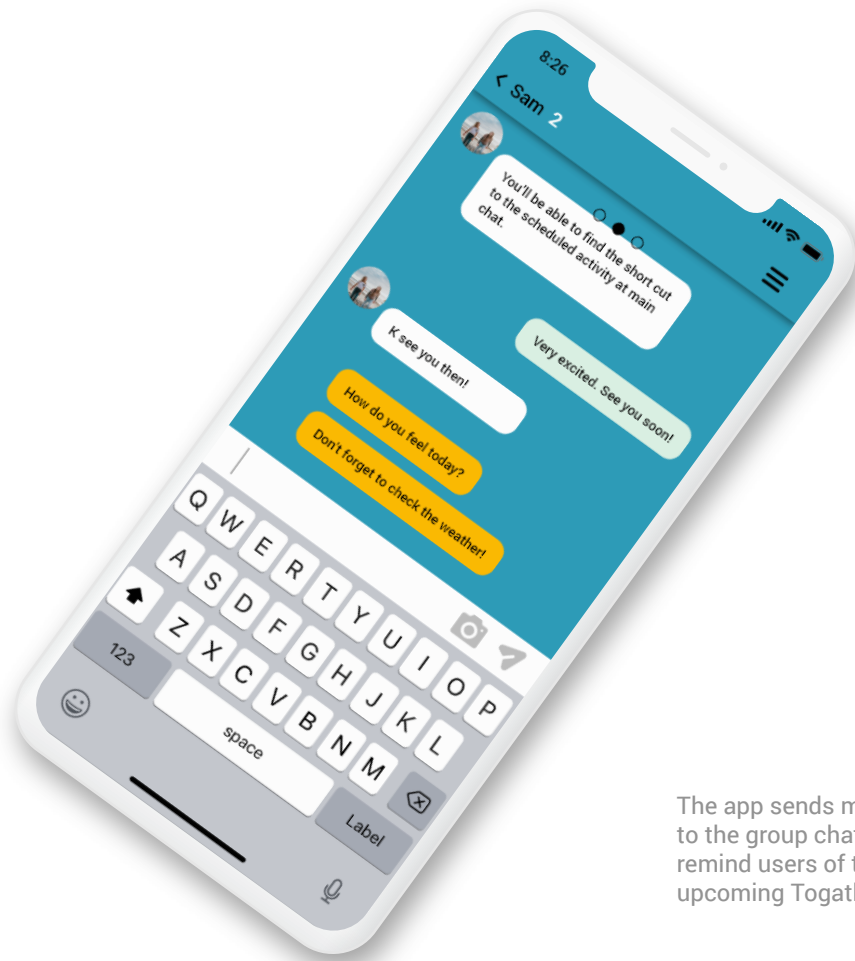 8:26
Sam 2
You'll be able to find the short cut
to the scheduled activity at main
chat.
Very excited. See you soon!
K see you then!
How do you feel today?
Don't forget to check the weather!
Q W E R T Y U I O P
A S D F G H J K L
Z X C V B N M
123
space
Label
The app sends
to the group
remind users of
upcoming